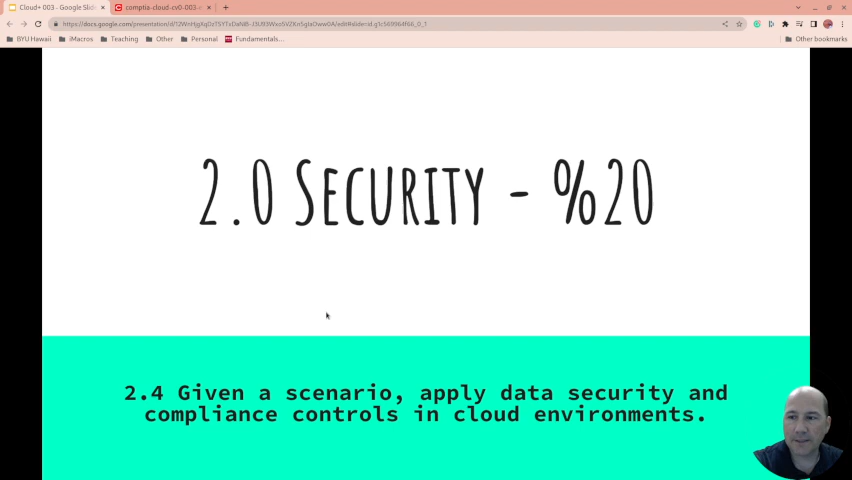 Cloud+ 003 - Google Slid
comptia-cloud-cv0-003-e
BYU Hawaii
iMacros
Teaching
Other
Personal
Fundamentals...
Other bookmarks
2.0 Security - %20
2.4 Given a scenario, apply data security and
compliance controls in cloud environments.